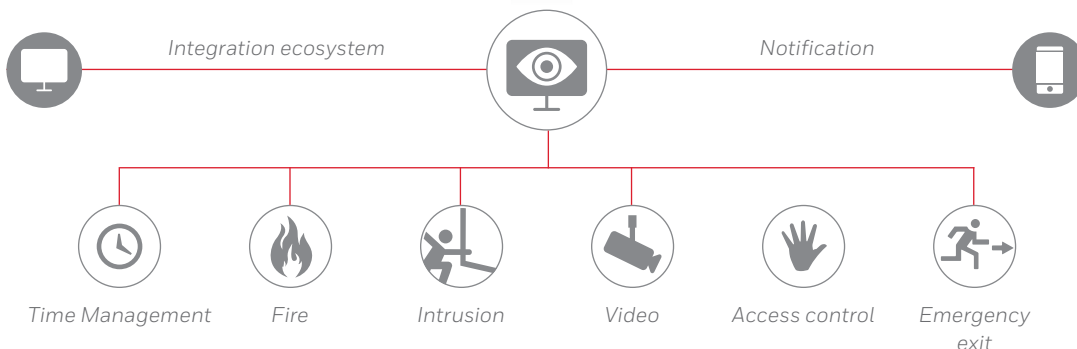 Integration ecosystem
Notification
Time Management
Fire
Intrusion
Video
Access control
Emergency
exit